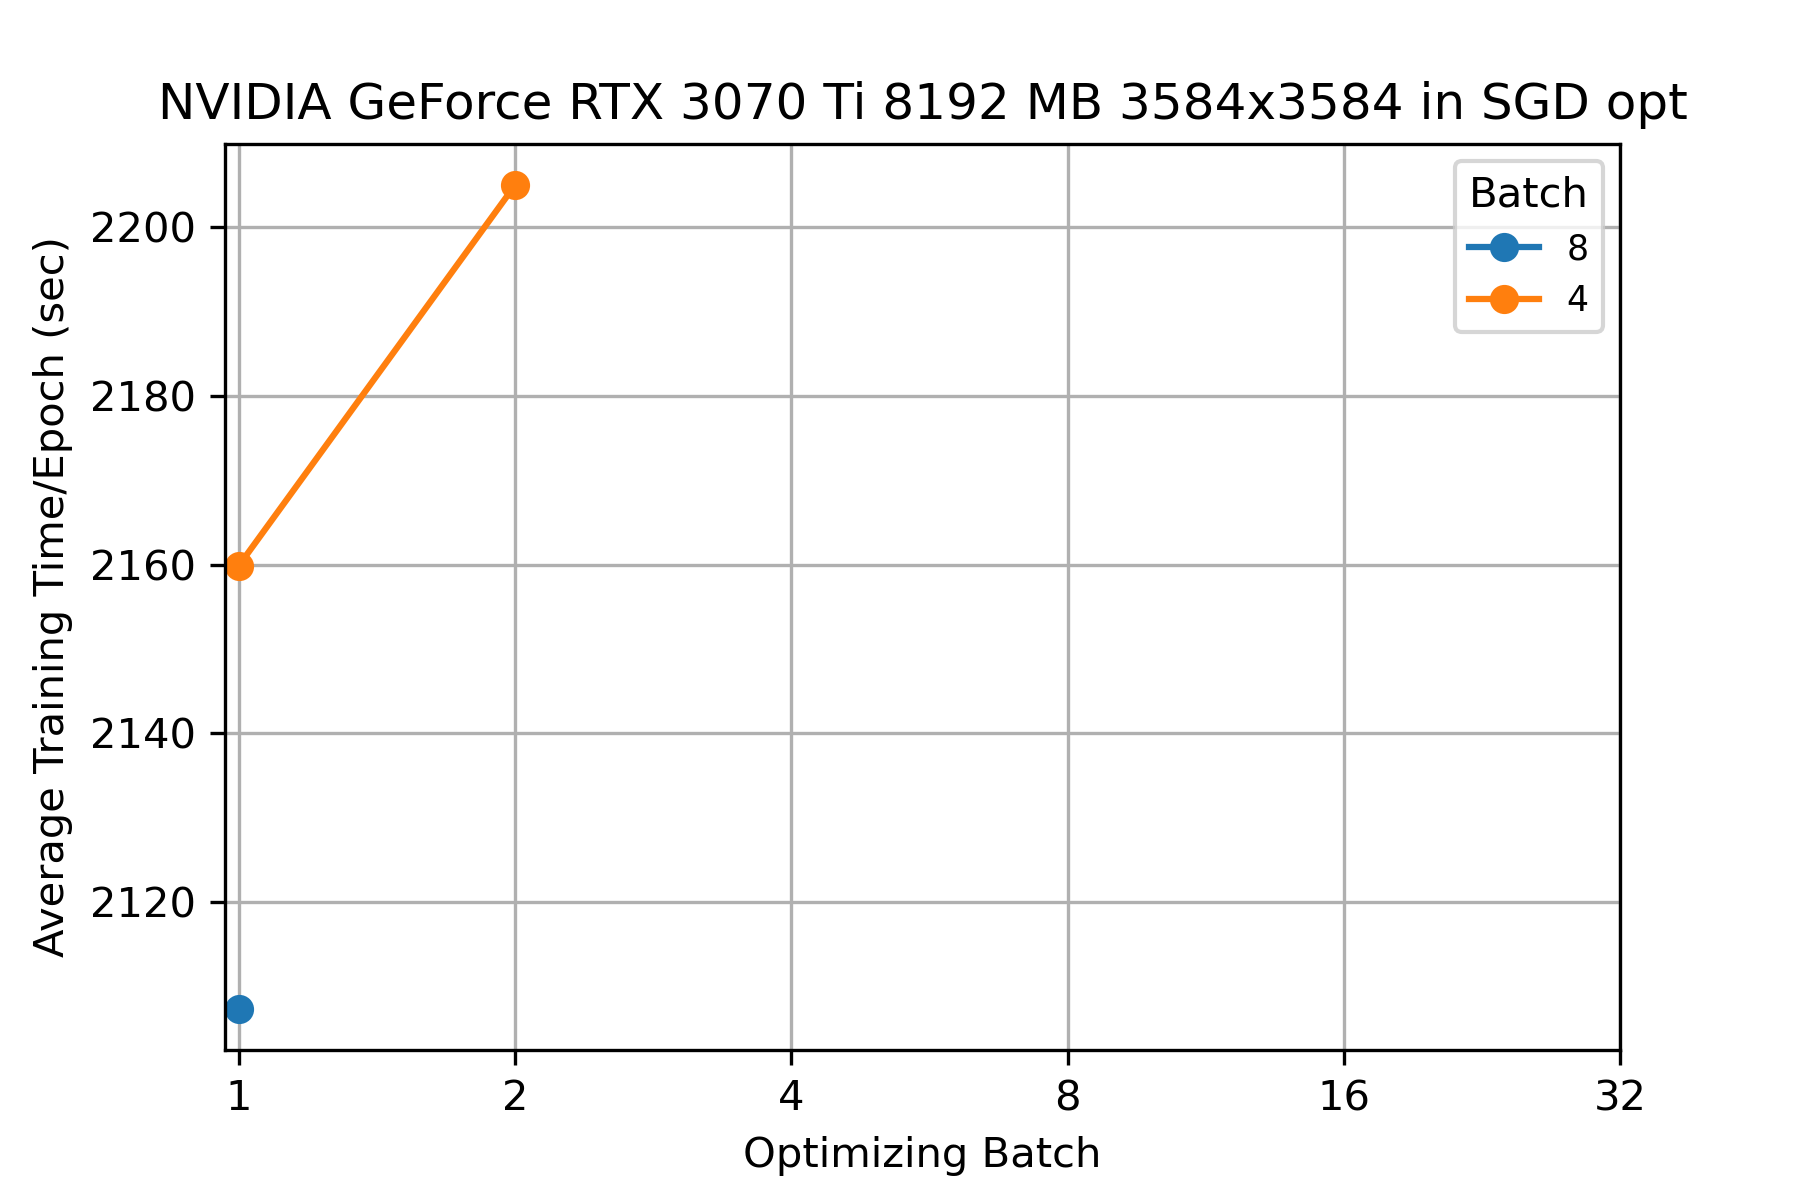 NVIDIA GeForce RTX 3070 Ti 8192 MB 3584x3584 in SGD opt
Batch
8
4
Average Training Time/Epoch (sec)
2200
2180
2160
2140
2120
1 2 4 8 16 32
Optimizing Batch